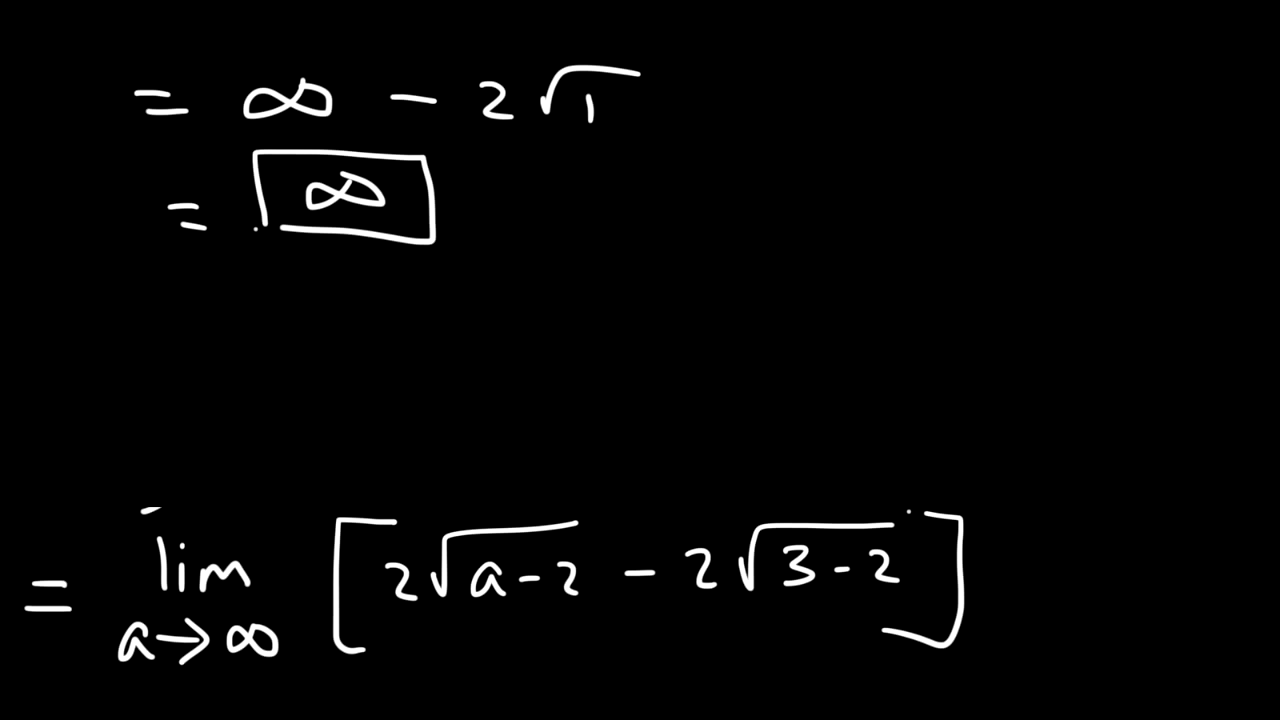 = ∞ - 2√1
= ∞
= lim [2√a-2 - 2√3-2]
a→∞